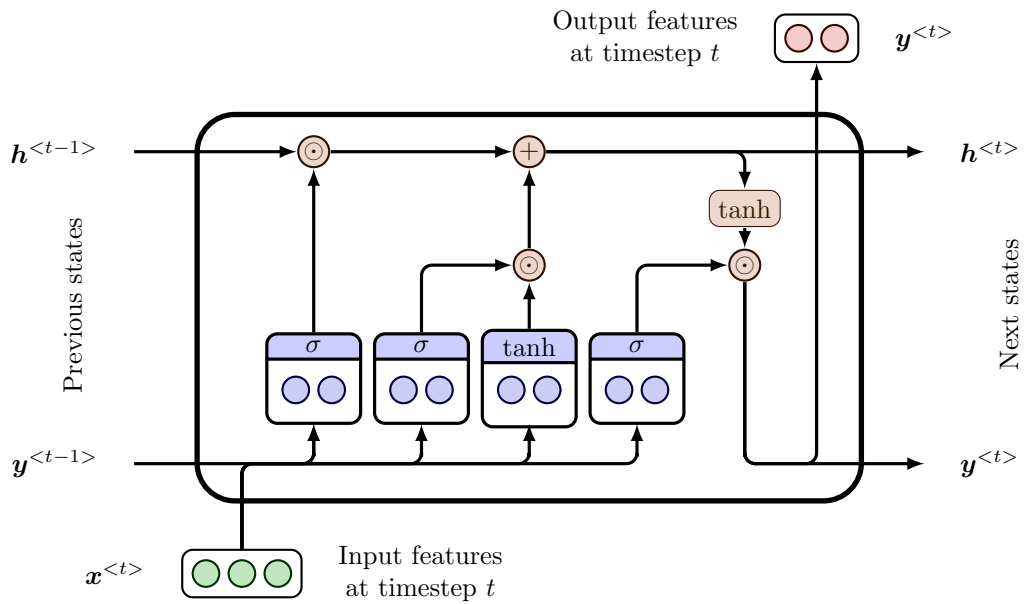 Output features
at timestep t
y<t>
h<t−1>
⊙
+
h<t>
tanh
⊙
⊙
Previous states
Next states
σ
σ
tanh
σ
y<t−1>
y<t>
x<t>
Input features
at timestep t